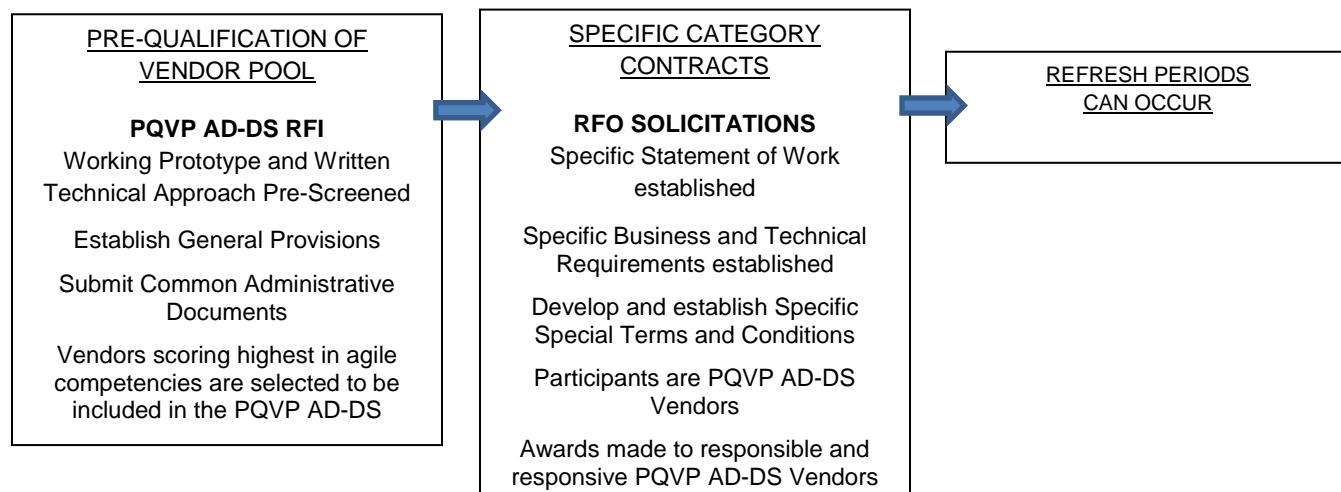 PRE-QUALIFICATION OF
VENDOR POOL
PQVP AD-DS RFI
Working Prototype and Written
Technical Approach Pre-Screened
Establish General Provisions
Submit Common Administrative
Documents
Vendors scoring highest in agile
competencies are selected to be
included in the PQVP AD-DS
SPECIFIC CATEGORY
CONTRACTS
RFO SOLICITATIONS
Specific Statement of Work
established
Specific Business and Technical
Requirements established
Develop and establish Specific
Special Terms and Conditions
Participants are PQVP AD-DS
Vendors
Awards made to responsible and
responsive PQVP AD-DS Vendors
REFRESH PERIODS
CAN OCCUR